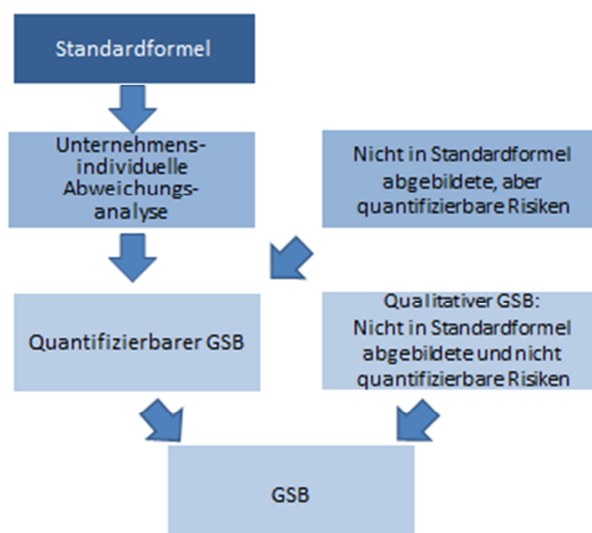 Standardformel
Unternehmens-
individuelle
Abweichungs-
analyse
Nicht in Standardformel
abgebildete, aber
quantifizierbare Risiken
Quantifizierbarer GSB
Qualitativer GSB:
Nicht in Standardformel
abgebildete und nicht
quantifizierbare Risiken
GSB